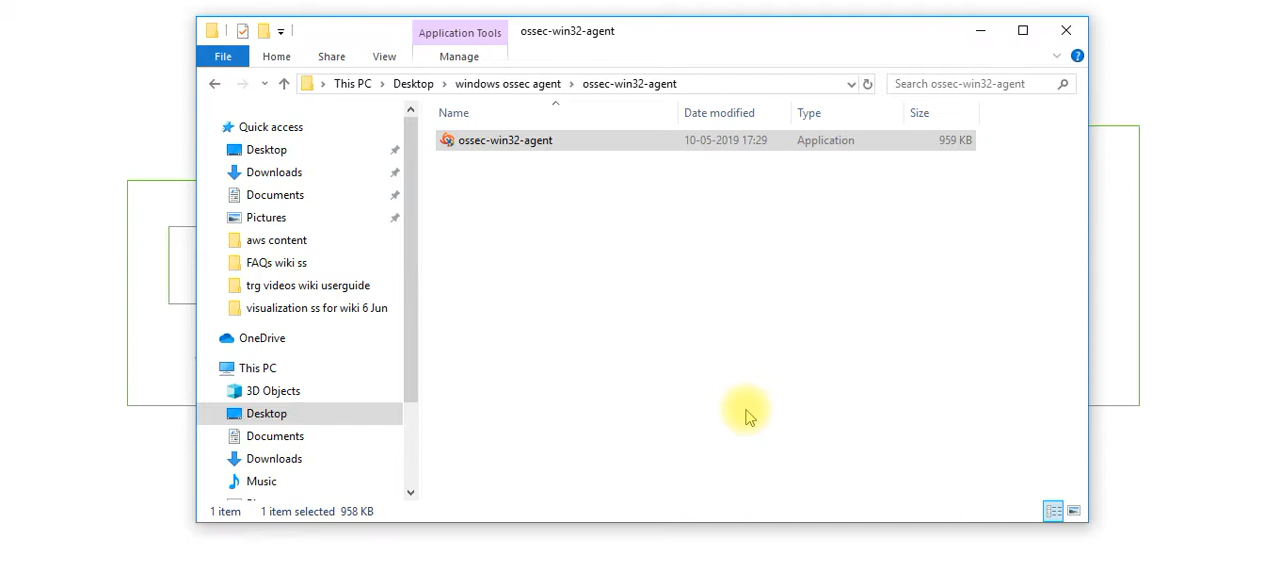 Application Tools
ossec-win32-agent
File
Home
Share
View
Manage
This PC
Desktop
windows ossec agent
ossec-win32-agent
Search ossec-win32-agent
Quick access
Desktop
Downloads
Documents
Pictures
aws content
FAQs wiki ss
trg videos wiki userguide
visualization ss for wiki 6 Jun
OneDrive
This PC
3D Objects
Desktop
Documents
Downloads
Music
Name
Date modified
Type
Size
ossec-win32-agent
10-05-2019 17:29
Application
959 KB
1 item
1 item selected 958 KB